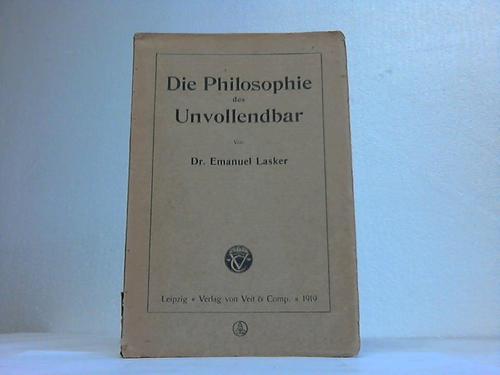 Die Philosophie
des
Unvollendbar
Von
Dr. Emanuel Lasker
Leipzig * Verlag von Veit & Comp. * 1919